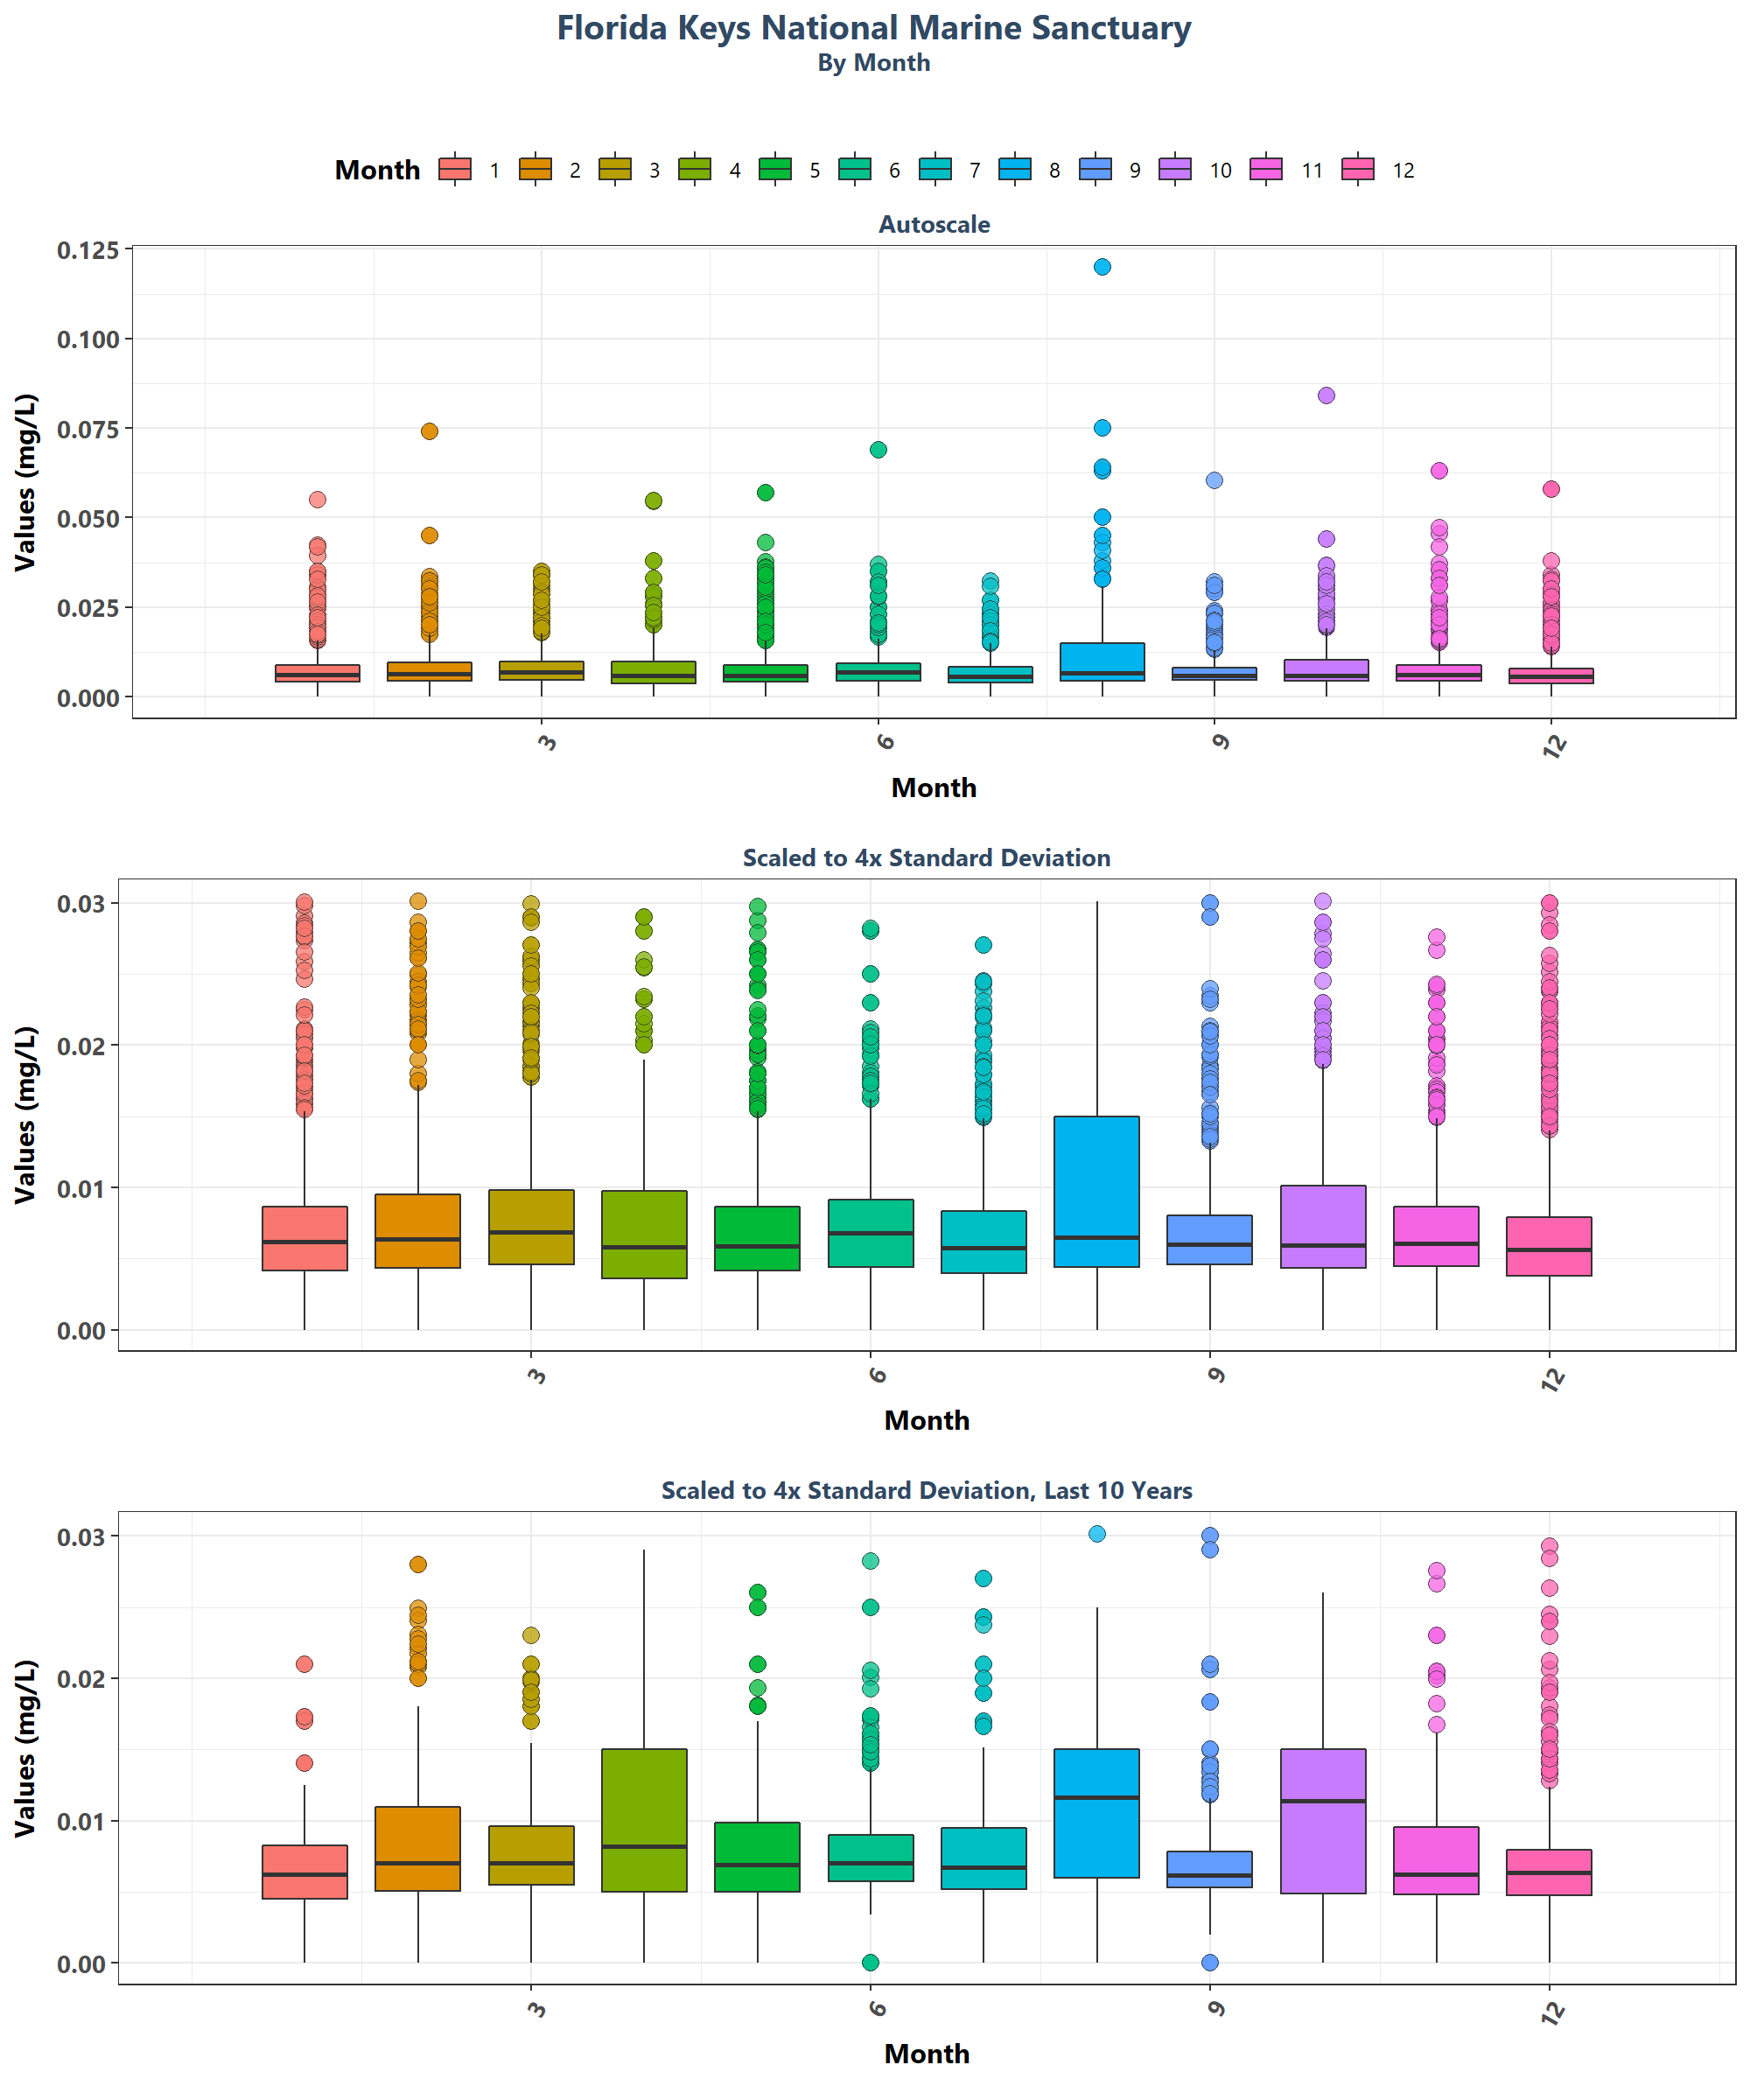 Florida Keys National Marine Sanctuary
By Month
Month 1 2 3 4 5 6 7 8 9 10 11 12
Autoscale
Values (mg/L)
0.125
0.100
0.075
0.050
0.025
0.000
3 6 9 12
Month
Scaled to 4x Standard Deviation
Values (mg/L)
0.03
0.02
0.01
0.00
3 6 9 12
Month
Scaled to 4x Standard Deviation, Last 10 Years
Values (mg/L)
0.03
0.02
0.01
0.00
3 6 9 12
Month